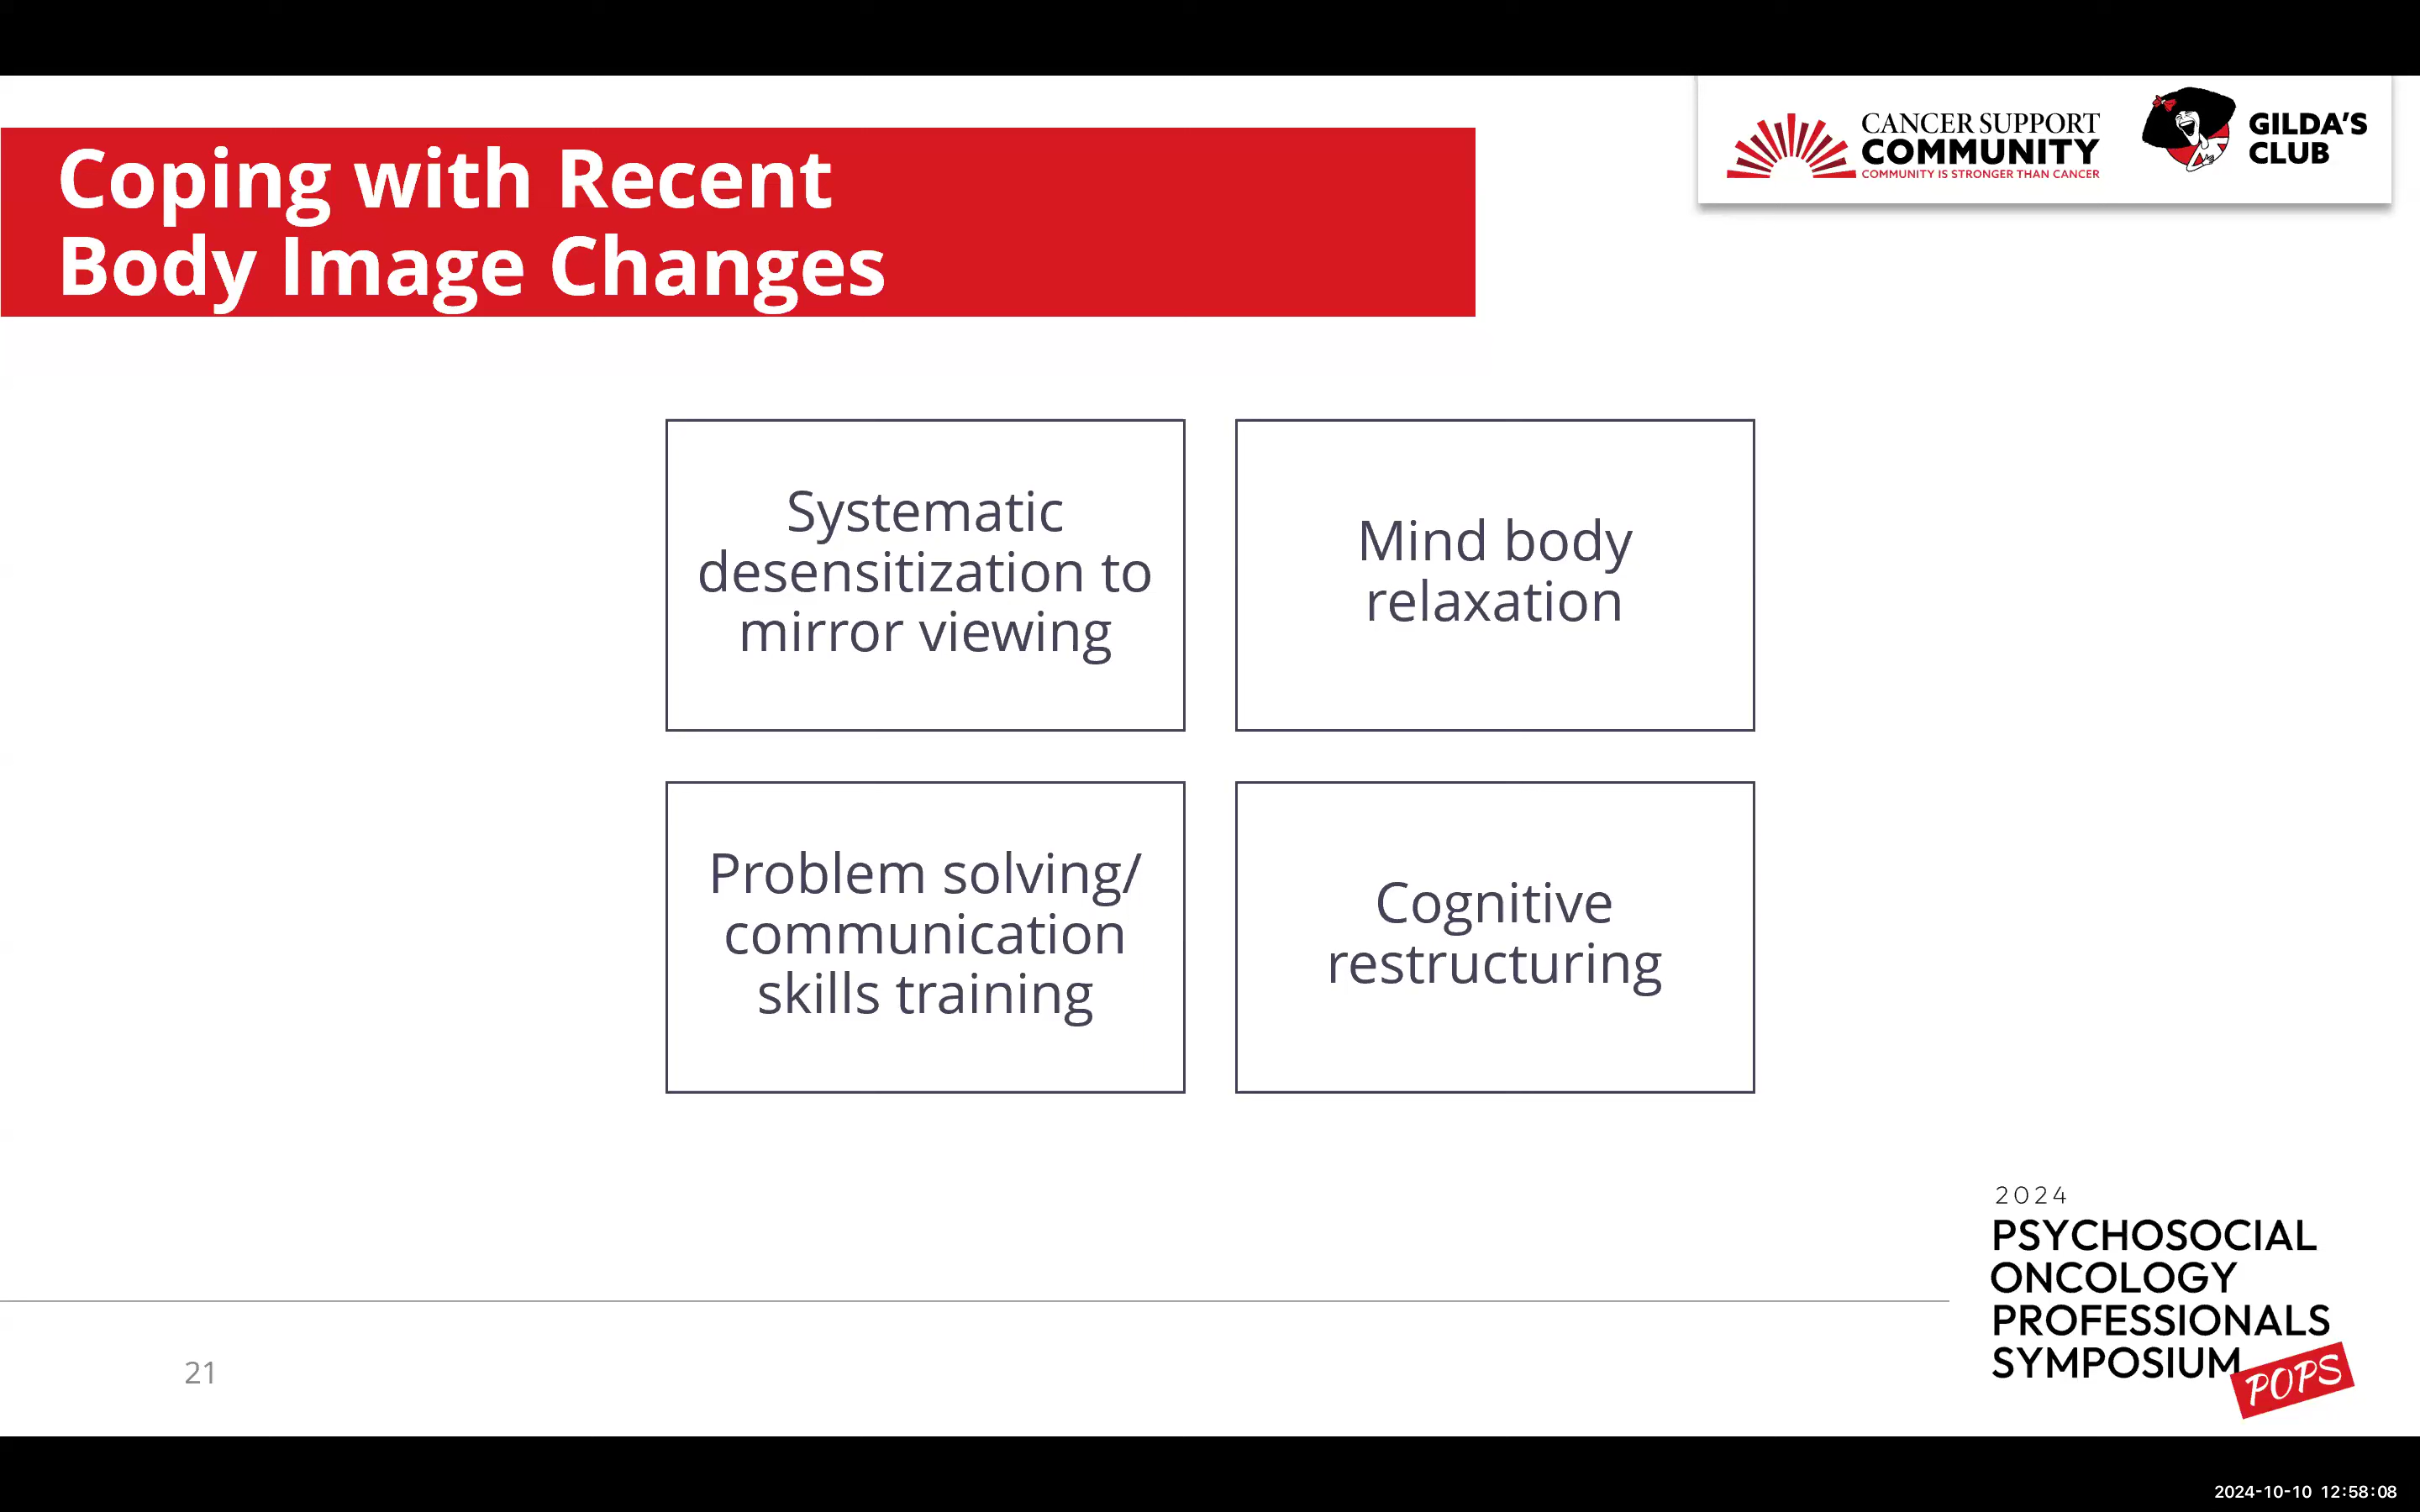 Coping with Recent
Body Image Changes
CANCER SUPPORT
COMMUNITY
COMMUNITY IS STRONGER THAN CANCER
GILDA'S
CLUB
Systematic
desensitization to
mirror viewing
Mind body
relaxation
Problem solving/
communication
skills training
Cognitive
restructuring
2024
PSYCHOSOCIAL
ONCOLOGY
PROFESSIONALS
SYMPOSIUM
POPS
21
2024-10-10 12:58:08